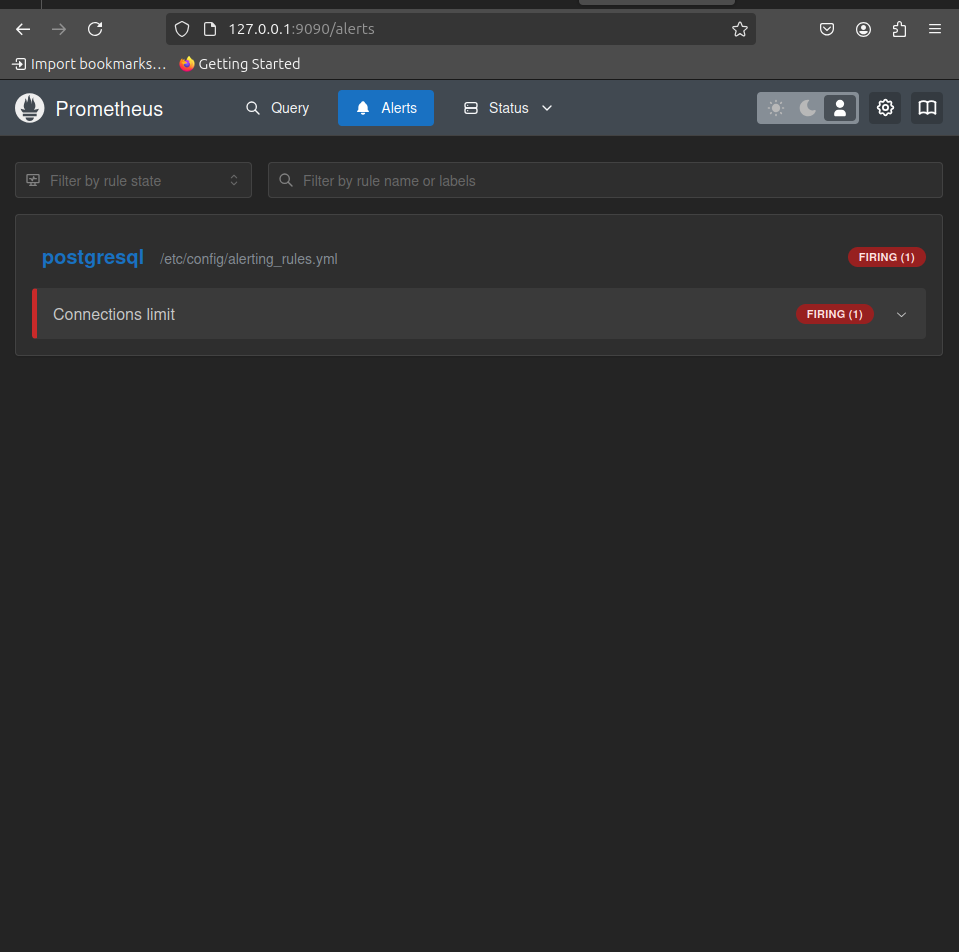 127.0.0.1:9090/alerts
Import bookmarks… Getting Started
Prometheus Query Alerts Status
Filter by rule state Filter by rule name or labels
postgresql /etc/config/alerting_rules.yml FIRING (1)
Connections limit FIRING (1)